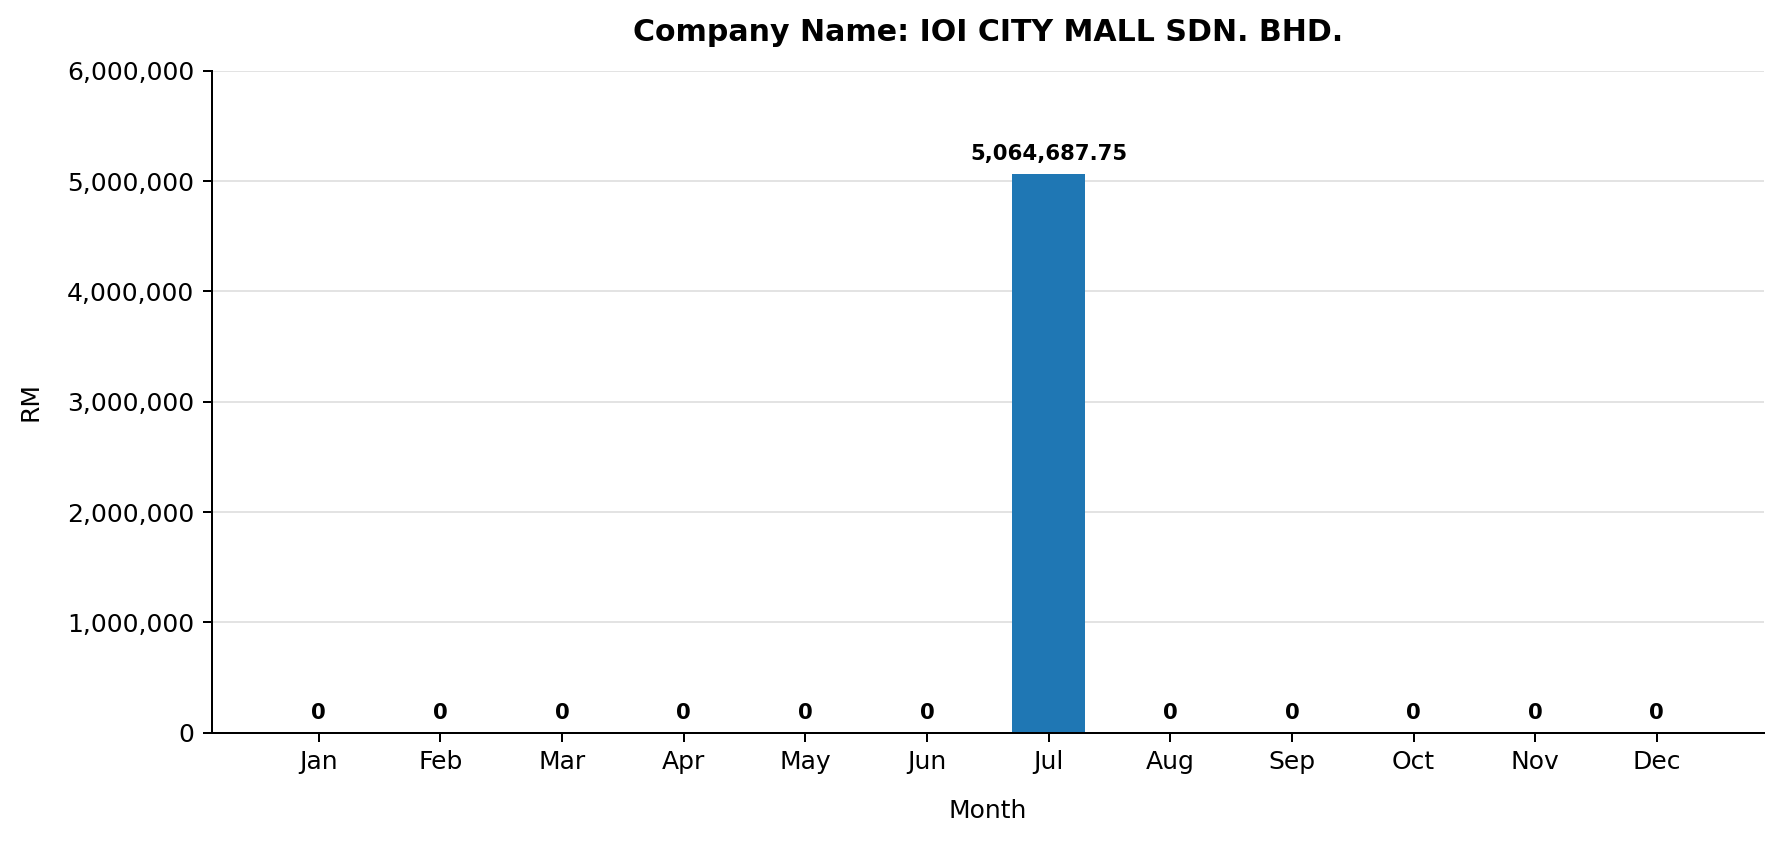 Company Name: IOI CITY MALL SDN. BHD.
6,000,000
5,064,687.75
5,000,000
4,000,000
3,000,000
RM
2,000,000
1,000,000
0 0 0 0 0 0 0 0 0 0 0
0
Jan Feb Mar Apr May Jun Jul Aug Sep Oct Nov Dec
Month